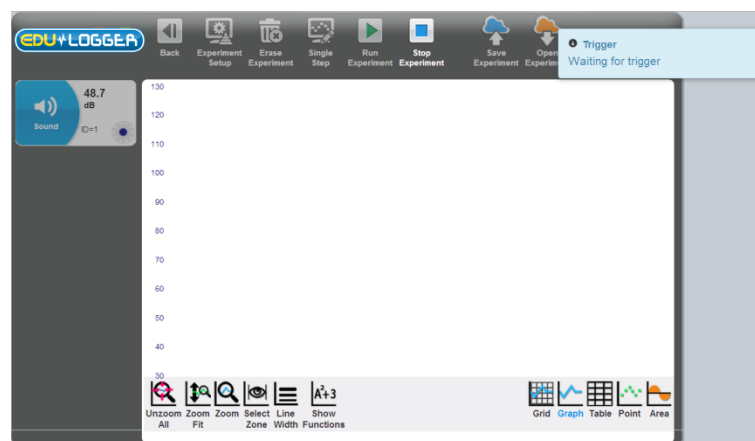 EDU LOGGER
Back
Experiment Setup
Erase Experiment
Single Step
Run Experiment
Stop Experiment
Save Experiment
Open
Trigger
Waiting for trigger
48.7
dB
Sound
ID=1
130
120
110
100
90
80
70
60
50
40
30
A²+3
Unzoom All
Zoom Fit
Zoom
Select Zone
Line Width
Show Functions
Grid
Graph
Table
Point
Area